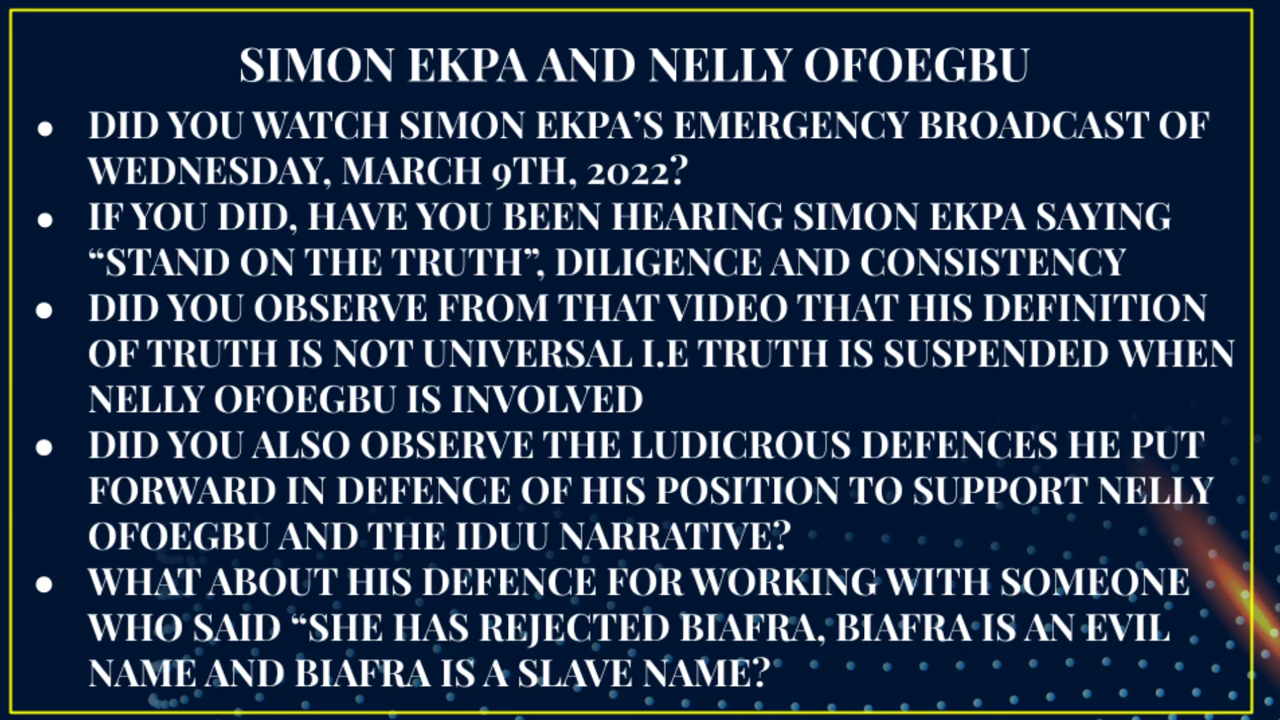 SIMON EKPA AND NELLY OFOEGBU
● DID YOU WATCH SIMON EKPA’S EMERGENCY BROADCAST OF
WEDNESDAY, MARCH 9TH, 2022?
● IF YOU DID, HAVE YOU BEEN HEARING SIMON EKPA SAYING
“STAND ON THE TRUTH”, DILIGENCE AND CONSISTENCY
● DID YOU OBSERVE FROM THAT VIDEO THAT HIS DEFINITION
OF TRUTH IS NOT UNIVERSAL I.E TRUTH IS SUSPENDED WHEN
NELLY OFOEGBU IS INVOLVED
● DID YOU ALSO OBSERVE THE LUDICROUS DEFENCES HE PUT
FORWARD IN DEFENCE OF HIS POSITION TO SUPPORT NELLY
OFOEGBU AND THE IDUU NARRATIVE?
● WHAT ABOUT HIS DEFENCE FOR WORKING WITH SOMEONE
WHO SAID “SHE HAS REJECTED BIAFRA, BIAFRA IS AN EVIL
NAME AND BIAFRA IS A SLAVE NAME?